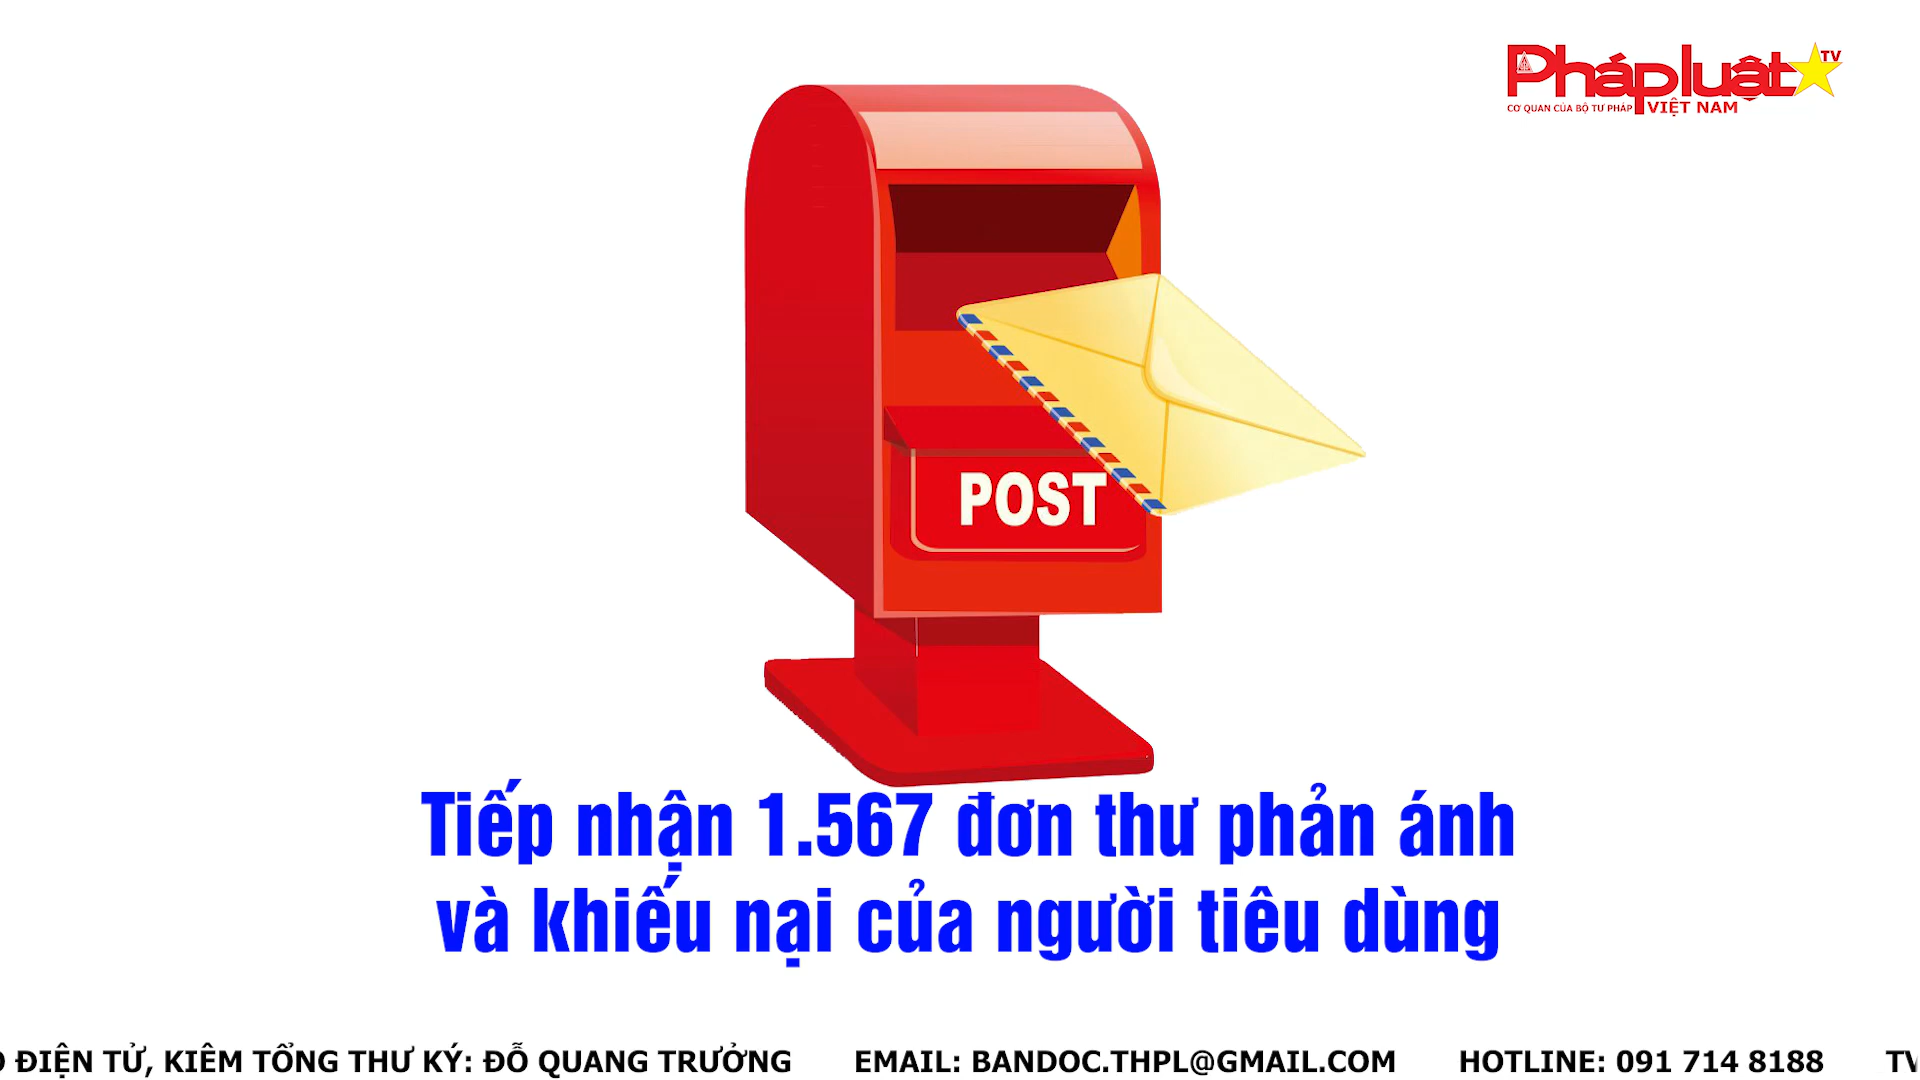 Phápluật TV
CƠ QUAN CỦA BỘ TƯ PHÁP VIỆT NAM
POST
Tiếp nhận 1.567 đơn thư phản ánh
và khiếu nại của người tiêu dùng
ĐIỆN TỬ, KIÊM TỔNG THƯ KÝ: ĐỖ QUANG TRƯỞNG EMAIL: BANDOC.THPL@GMAIL.COM HOTLINE: 091 714 8188 TV